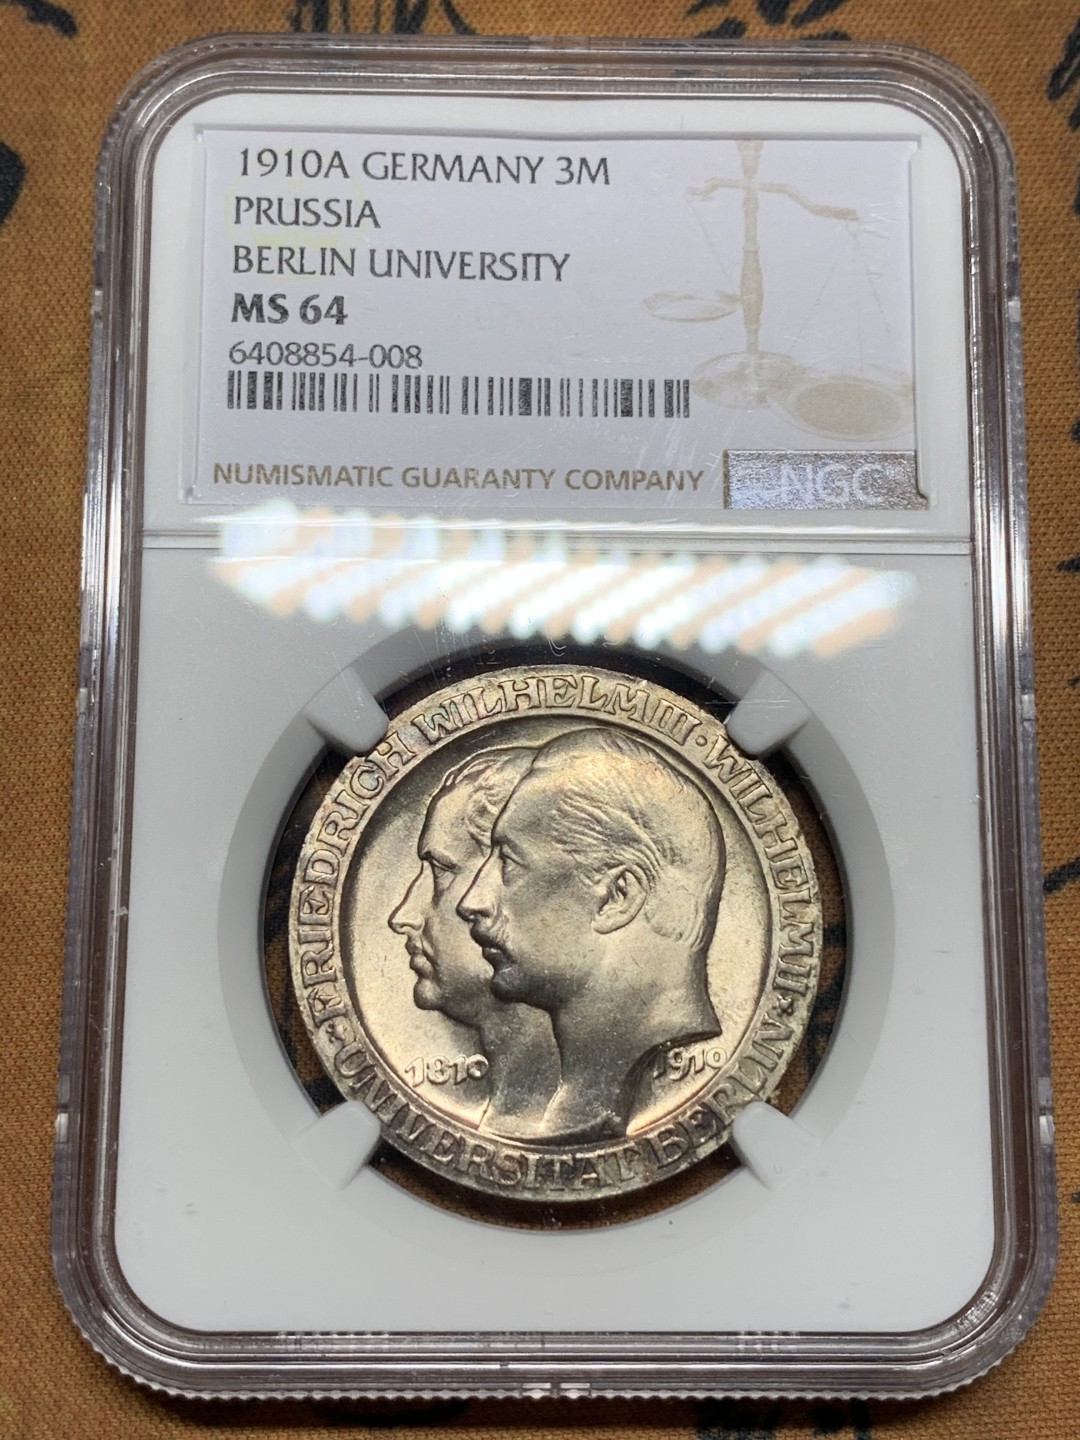 1910A GERMANY 3M
PRUSSIA
BERLIN UNIVERSITY
MS 64
6408854-008
NUMISMATIC GUARANTY COMPANY
NGC
FRIEDRICH WILHELM III · WILHELM II ·
1810
1910
UNIVERSITÄT BERLIN